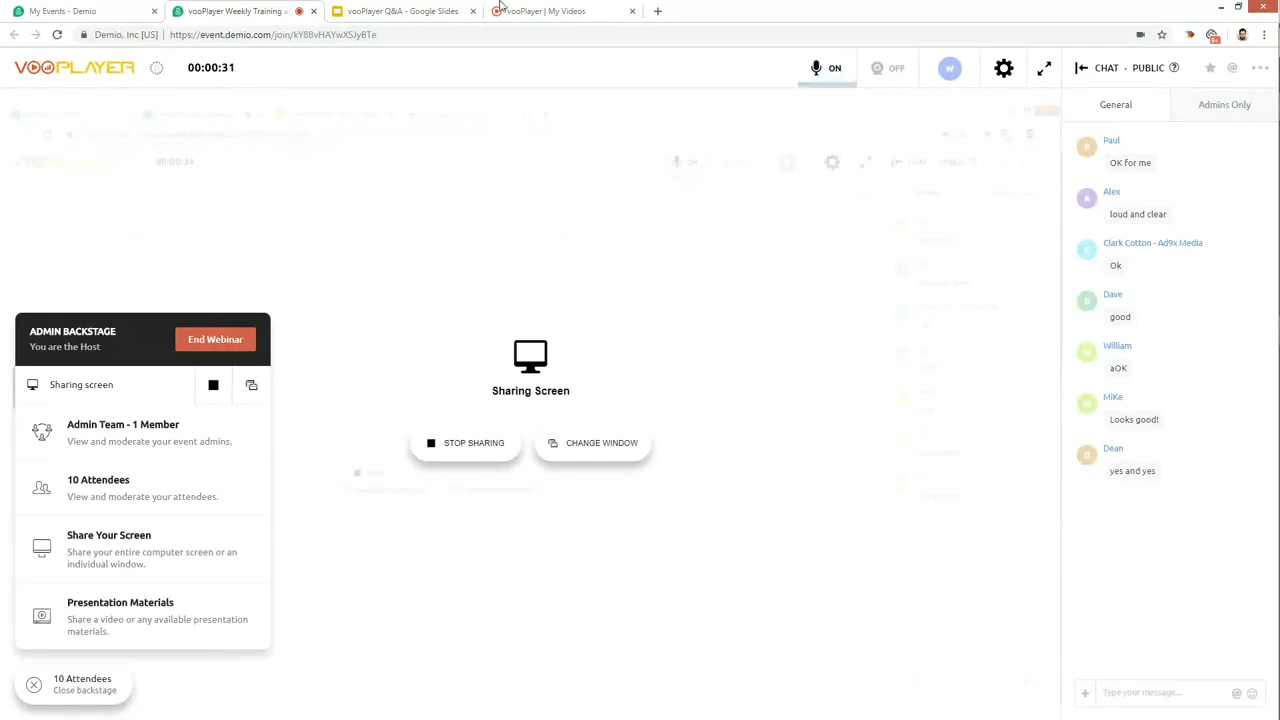 My Events - Demio
vooPlayer Weekly Training a
vooPlayer Q&A - Google Slides
vooPlayer | My Videos
Demio, Inc [US]
https://event.demio.com/join/kY8BvHAYwXSJyBTe
VOOPLAYER
00:00:31
ON
OFF
W
CHAT - PUBLIC
General
Admins Only
00:00:36
ON
P
Paul
OK for me
A
Alex
loud and clear
C
Clark Cotton - Ad9x Media
Ok
D
Dave
good
W
William
aOK
M
MiKe
Looks good!
D
Dean
yes and yes
ADMIN BACKSTAGE
You are the Host
End Webinar
Sharing screen
Admin Team - 1 Member
View and moderate your event admins.
10 Attendees
View and moderate your attendees.
Share Your Screen
Share your entire computer screen or an
individual window.
Presentation Materials
Share a video or any available presentation
materials.
Sharing Screen
STOP SHARING
CHANGE WINDOW
10 Attendees
Close backstage
Type your message...